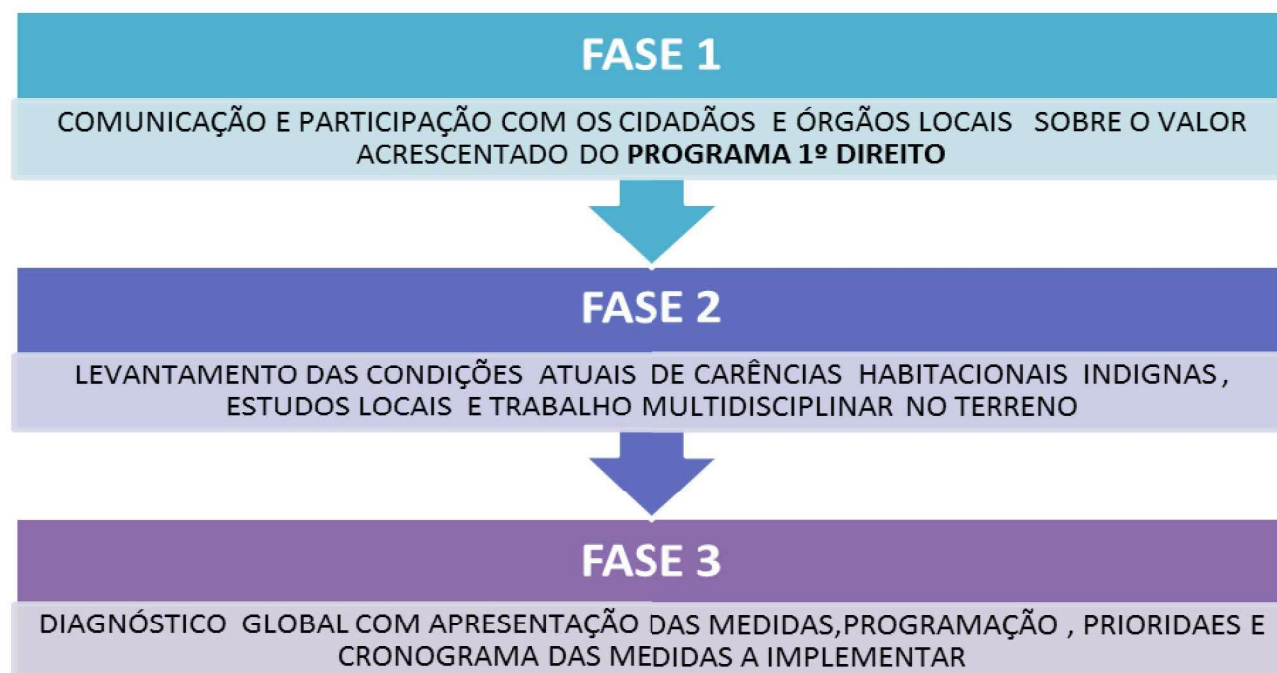 FASE 1
COMUNICAÇÃO E PARTICIPAÇÃO COM OS CIDADÃOS E ÓRGÃOS LOCAIS SOBRE O VALOR
ACRESCENTADO DO PROGRAMA 1º DIREITO
FASE 2
LEVANTAMENTO DAS CONDIÇÕES ATUAIS DE CARÊNCIAS HABITACIONAIS INDIGNAS ,
ESTUDOS LOCAIS E TRABALHO MULTIDISCIPLINAR NO TERRENO
FASE 3
DIAGNÓSTICO GLOBAL COM APRESENTAÇÃO DAS MEDIDAS,PROGRAMAÇÃO , PRIORIDAES E
CRONOGRAMA DAS MEDIDAS A IMPLEMENTAR